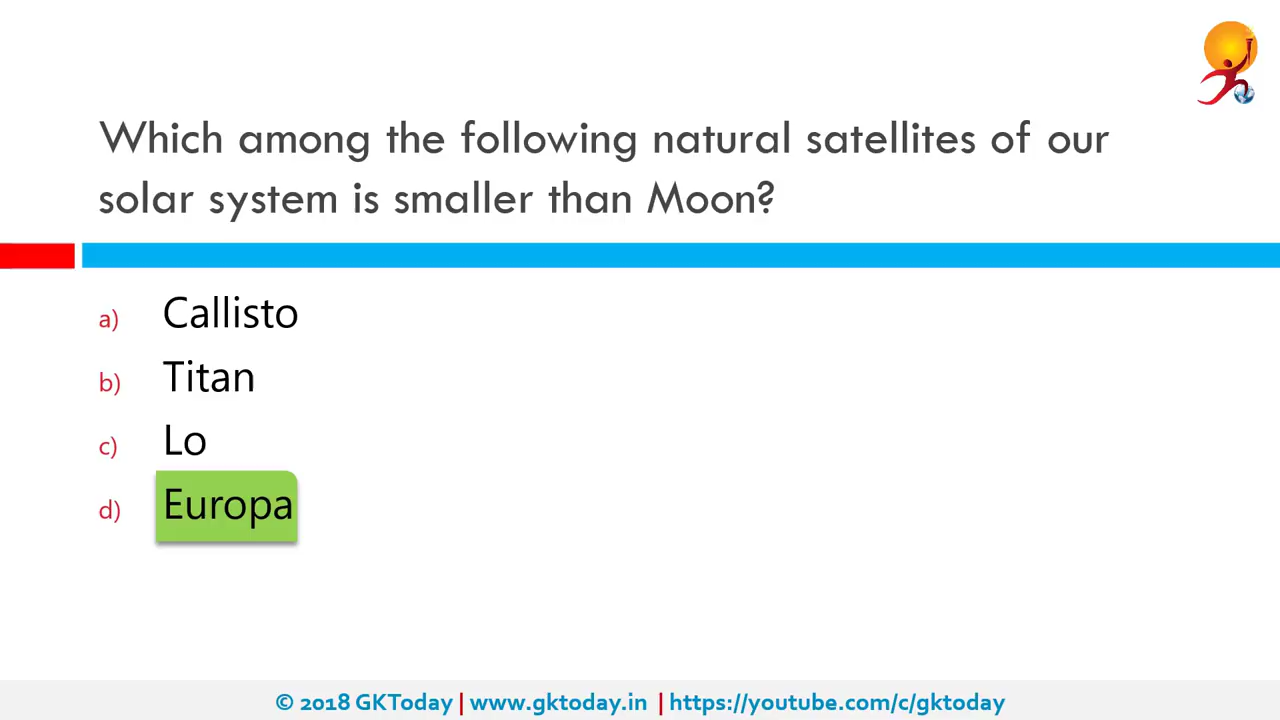 Which among the following natural satellites of our
solar system is smaller than Moon?
a) Callisto
b) Titan
c) Lo
d) Europa
© 2018 GKToday | www.gktoday.in | https://youtube.com/c/gktoday